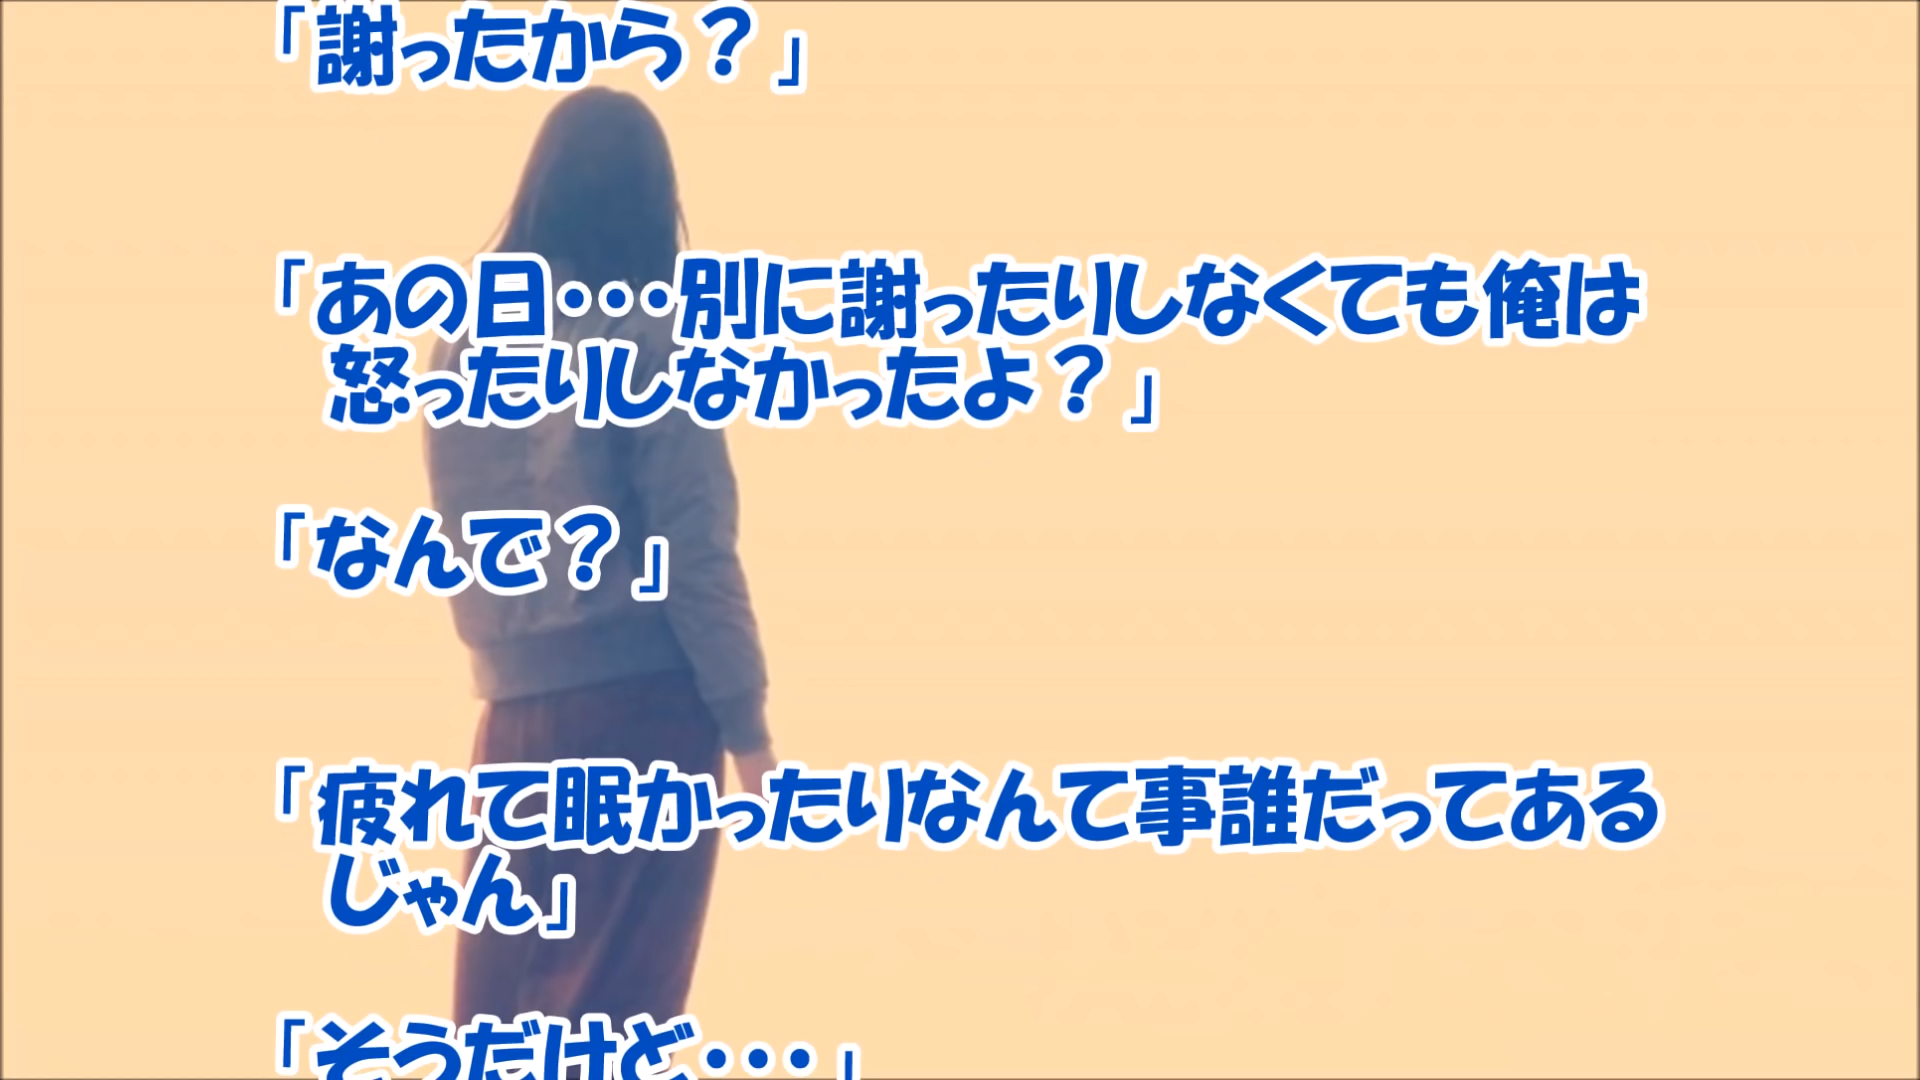 「謝ったから？」
「あの日･･･別に謝ったりしなくても俺は
怒ったりしなかったよ？」
「なんで？」
「疲れて眠かったりなんて事誰だってある
じゃん」
「そうだけど･･･」